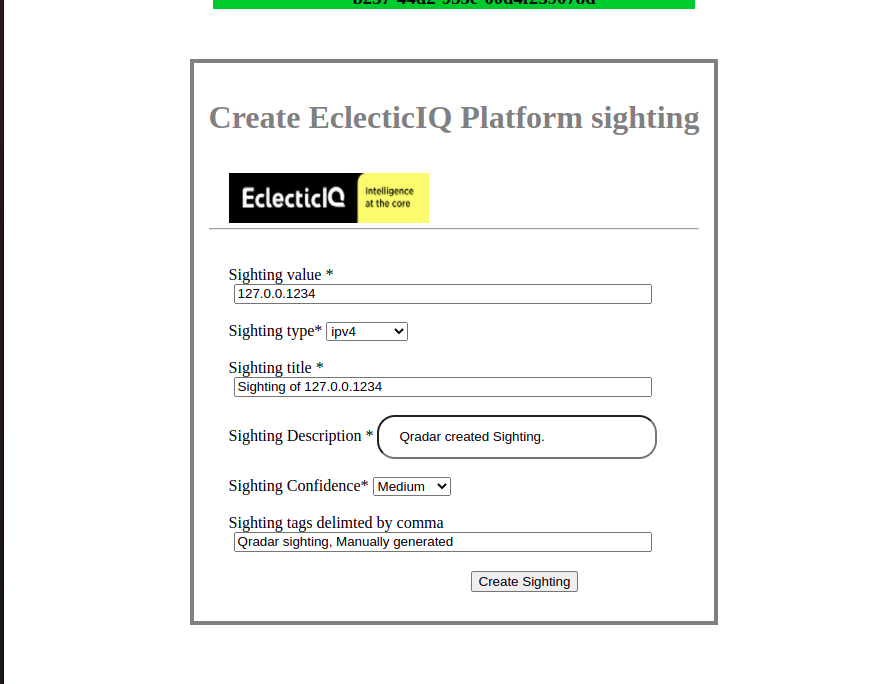 Create EclecticIQ Platform sighting
EclecticIQ Intelligence
at the core
Sighting value *
127.0.0.1234
Sighting type* ipv4
Sighting title *
Sighting of 127.0.0.1234
Sighting Description * Qradar created Sighting.
Sighting Confidence* Medium
Sighting tags delimted by comma
Qradar sighting, Manually generated
Create Sighting